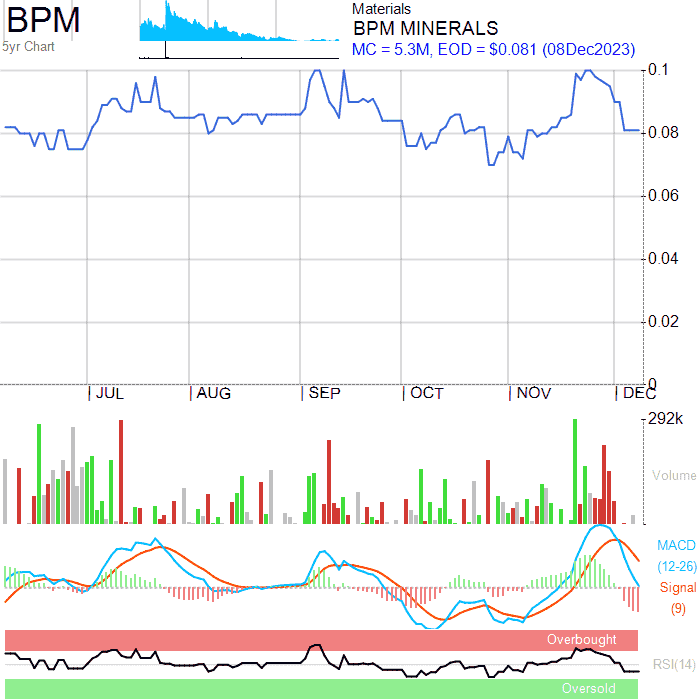 BPM
5yr Chart
Materials
BPM MINERALS
MC = 5.3M, EOD = $0.081 (08Dec2023)
0.1
0.08
0.06
0.04
0.02
0
JUL AUG SEP OCT NOV DEC
292k
Volume
MACD
(12-26)
Signal
(9)
Overbought
RSI(14)
Oversold